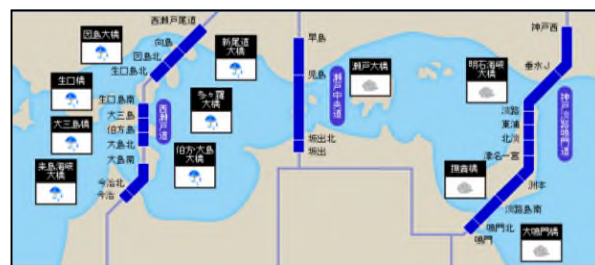 西瀬戸尾道
因島大橋
向島
因島北
生口島北
新尾道
大橋
生口橋
生口島南
多々羅
大橋
大三島橋
大三島
伯方島
大島北
大島南
西瀬戸道
来島海峡
大橋
伯方・大島
大橋
今治北
今治
早島
児島
瀬戸大橋
瀬戸中央道
坂出北
坂出
神戸西
明石海峡
大橋
垂水J
淡路
東浦
北淡
津名一宮
神戸淡路鳴門道
撫養橋
洲本
淡路島南
鳴門北
鳴門
大鳴門橋